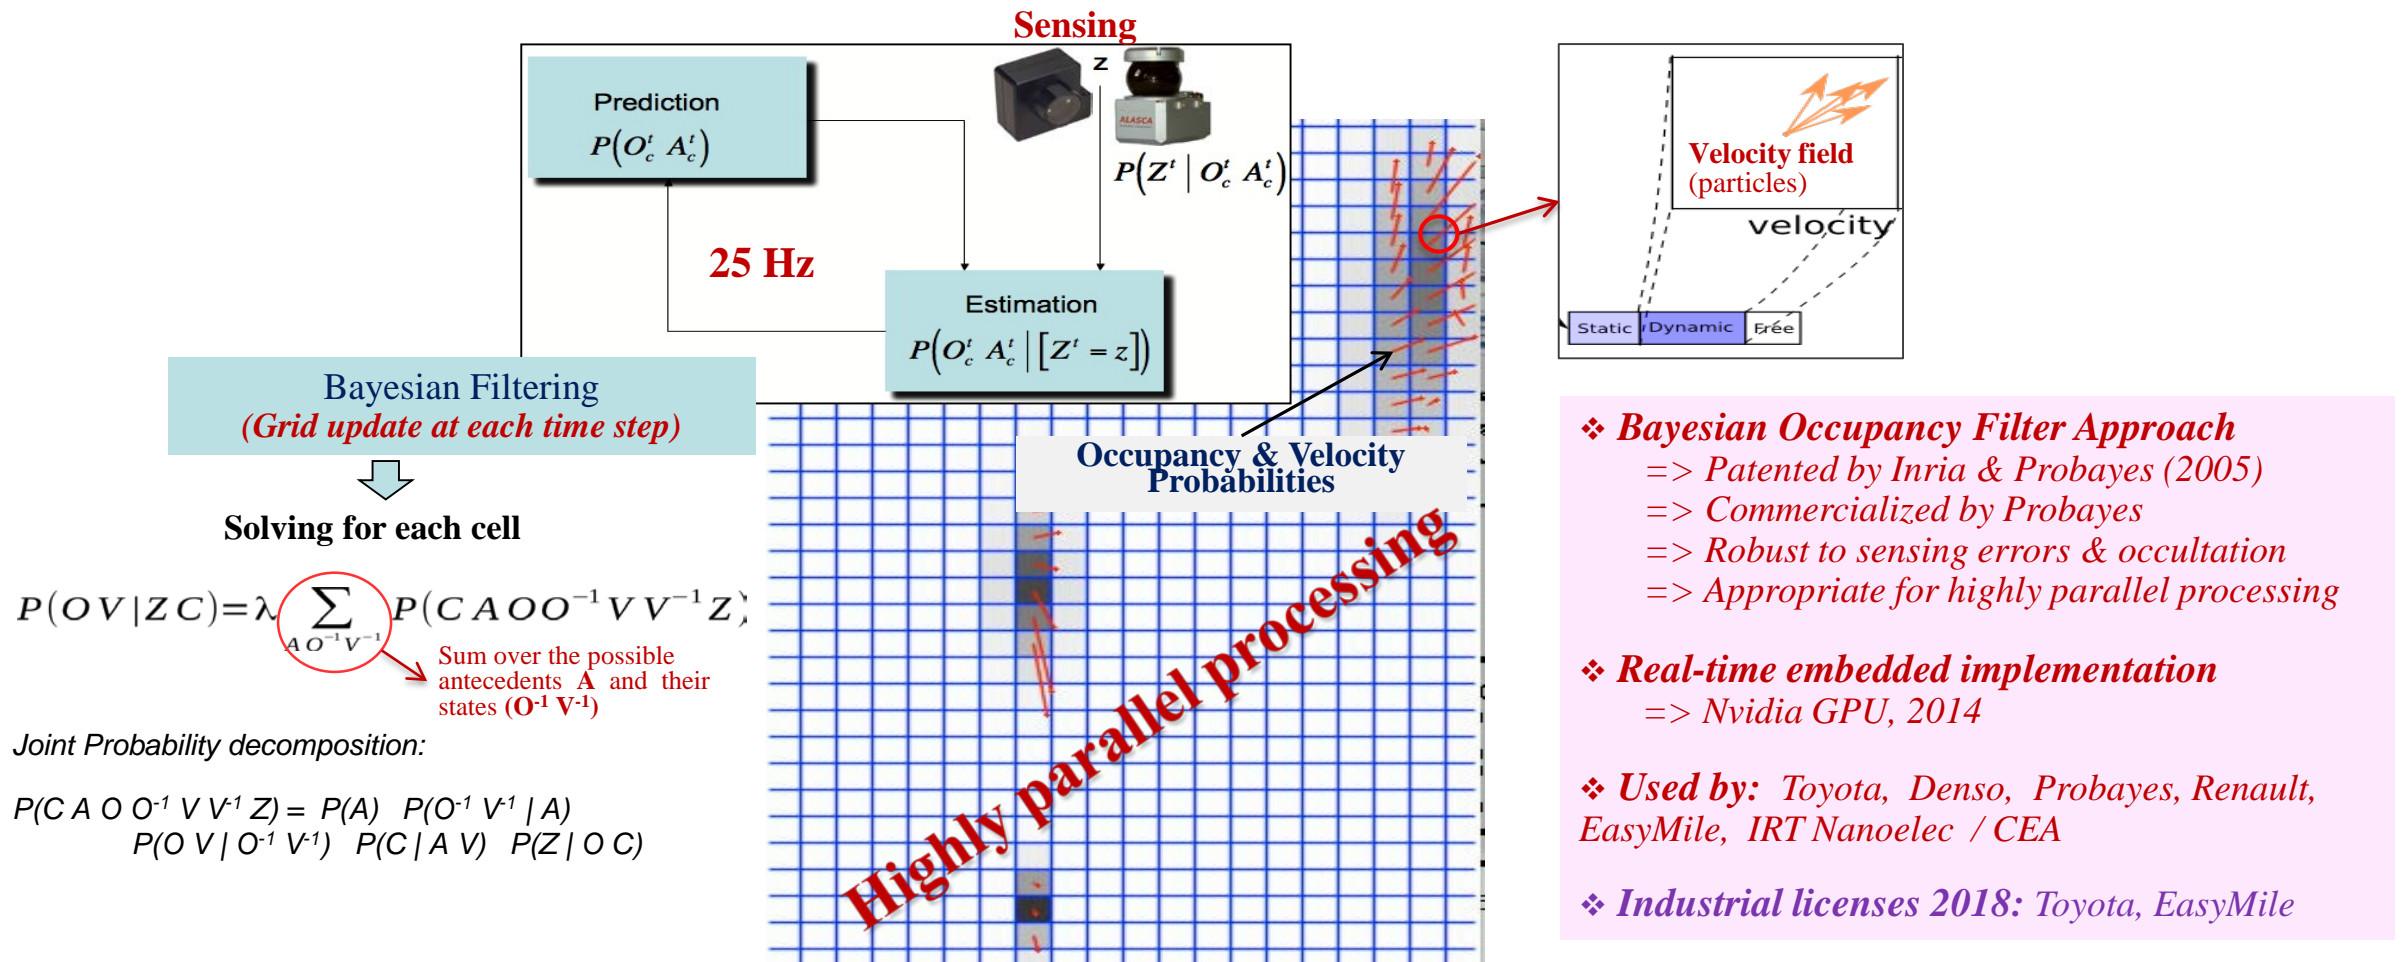 Sensing
Prediction
P(O_c^t A_c^t)
z
ALASCA
P(Z^t | O_c^t A_c^t)
25 Hz
Estimation
P(O_c^t A_c^t | [Z^t = z])
Velocity field
(particles)
velocity
Static Dynamic Free
Bayesian Filtering
(Grid update at each time step)
Solving for each cell
P(O V | Z C) = λ ∑ P(C A O O⁻¹ V V⁻¹ Z)
A O⁻¹ V⁻¹
Sum over the possible
antecedents A and their
states (O⁻¹ V⁻¹)
Joint Probability decomposition:
P(C A O O⁻¹ V V⁻¹ Z) = P(A) P(O⁻¹ V⁻¹ | A)
P(O V | O⁻¹ V⁻¹) P(C | A V) P(Z | O C)
Occupancy & Velocity
Probabilities
Highly parallel processing
❖ Bayesian Occupancy Filter Approach
=> Patented by Inria & Probayes (2005)
=> Commercialized by Probayes
=> Robust to sensing errors & occultation
=> Appropriate for highly parallel processing
❖ Real-time embedded implementation
=> Nvidia GPU, 2014
❖ Used by: Toyota, Denso, Probayes, Renault,
EasyMile, IRT Nanoelec / CEA
❖ Industrial licenses 2018: Toyota, EasyMile